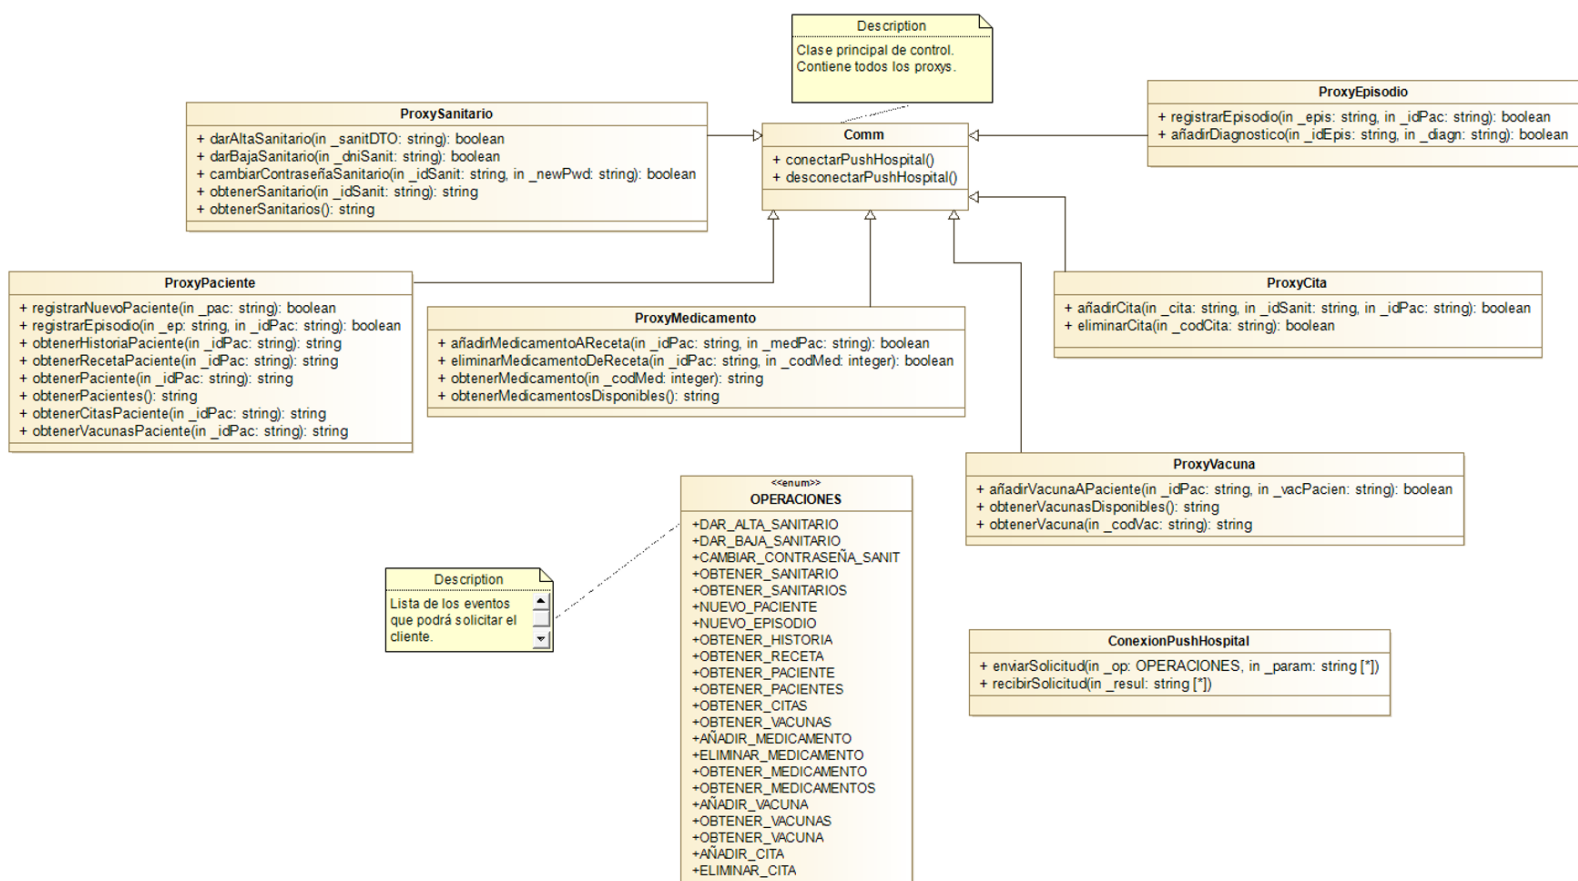 Description
Clase principal de control.
Contiene todos los proxys.
ProxySanitario
+ darAltaSanitario(in _sanitDTO: string): boolean
+ darBajaSanitario(in _dniSanit: string): boolean
+ cambiarContraseñaSanitario(in _idSanit: string, in _newPwd: string): boolean
+ obtenerSanitario(in _idSanit: string): string
+ obtenerSanitarios(): string
Comm
+ conectarPushHospital()
+ desconectarPushHospital()
ProxyEpisodio
+ registrarEpisodio(in _epis: string, in _idPac: string): boolean
+ añadirDiagnostico(in _idEpis: string, in _diagn: string): boolean
ProxyPaciente
+ registrarNuevoPaciente(in _pac: string): boolean
+ registrarEpisodio(in _ep: string, in _idPac: string): boolean
+ obtenerHistoriaPaciente(in _idPac: string): string
+ obtenerRecetaPaciente(in _idPac: string): string
+ obtenerPaciente(in _idPac: string): string
+ obtenerPacientes(): string
+ obtenerCitasPaciente(in _idPac: string): string
+ obtenerVacunasPaciente(in _idPac: string): string
ProxyMedicamento
+ añadirMedicamentoAReceta(in _idPac: string, in _medPac: string): boolean
+ eliminarMedicamentoDeReceta(in _idPac: string, in _codMed: integer): boolean
+ obtenerMedicamento(in _codMed: integer): string
+ obtenerMedicamentosDisponibles(): string
ProxyCita
+ añadirCita(in _cita: string, in _idSanit: string, in _idPac: string): boolean
+ eliminarCita(in _codCita: string): boolean
ProxyVacuna
+ añadirVacunaAPaciente(in _idPac: string, in _vacPacien: string): boolean
+ obtenerVacunasDisponibles(): string
+ obtenerVacuna(in _codVac: string): string
<<enum>>
OPERACIONES
+DAR_ALTA_SANITARIO
+DAR_BAJA_SANITARIO
+CAMBIAR_CONTRASEÑA_SANIT
+OBTENER_SANITARIO
+OBTENER_SANITARIOS
+NUEVO_PACIENTE
+NUEVO_EPISODIO
+OBTENER_HISTORIA
+OBTENER_RECETA
+OBTENER_PACIENTE
+OBTENER_PACIENTES
+OBTENER_CITAS
+OBTENER_VACUNAS
+AÑADIR_MEDICAMENTO
+ELIMINAR_MEDICAMENTO
+OBTENER_MEDICAMENTO
+OBTENER_MEDICAMENTOS
+AÑADIR_VACUNA
+OBTENER_VACUNAS
+OBTENER_VACUNA
+AÑADIR_CITA
+ELIMINAR_CITA
Description
Lista de los eventos
que podrá solicitar el
cliente.
ConexionPushHospital
+ enviarSolicitud(in _op: OPERACIONES, in _param: string [*])
+ recibirSolicitud(in _resul: string [*])